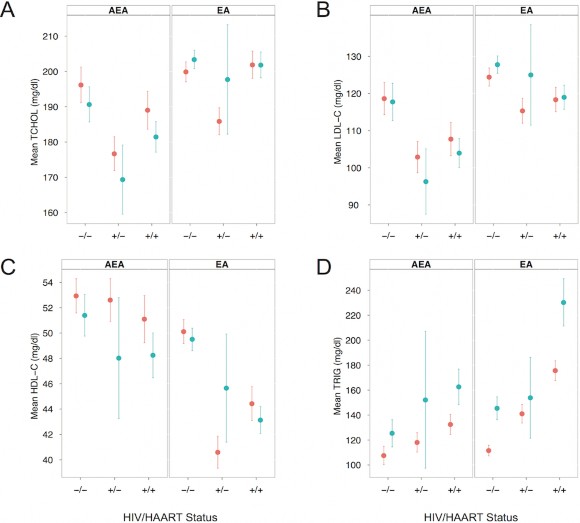 A
AEA
EA
Mean TCHOL (mg/dl)
200
190
180
170
160
−/−
+/−
+/+
−/−
+/−
+/+
B
AEA
EA
Mean LDL−C (mg/dl)
130
120
110
100
90
−/−
+/−
+/+
−/−
+/−
+/+
C
AEA
EA
Mean HDL−C (mg/dl)
54
52
50
48
46
44
42
40
−/−
+/−
+/+
−/−
+/−
+/+
HIV/HAART Status
D
AEA
EA
Mean TRIG (mg/dl)
240
220
200
180
160
140
120
100
−/−
+/−
+/+
−/−
+/−
+/+
HIV/HAART Status